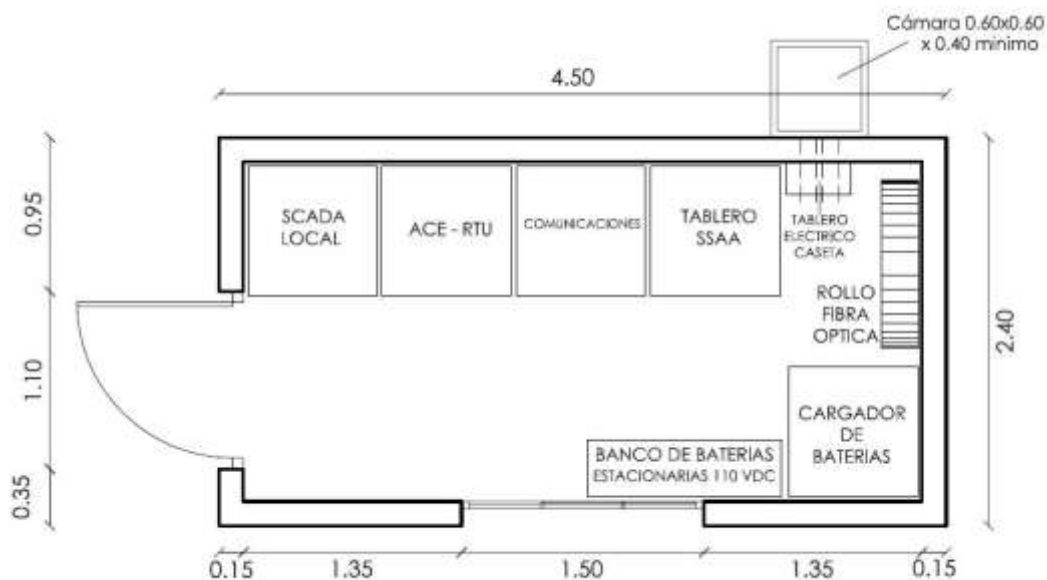 Cámara 0.60x0.60
x 0.40 minimo
4.50
0.95
SCADA
LOCAL
ACE - RTU
COMUNICACIONES
TABLERO
SSAA
TABLERO
ELECTRICO
CASETA
ROLLO
FIBRA
OPTICA
2.40
1.10
CARGADOR
DE
BATERIAS
BANCO DE BATERIAS
ESTACIONARIAS 110 VDC
0.35
0.15
1.35
1.50
1.35
0.15